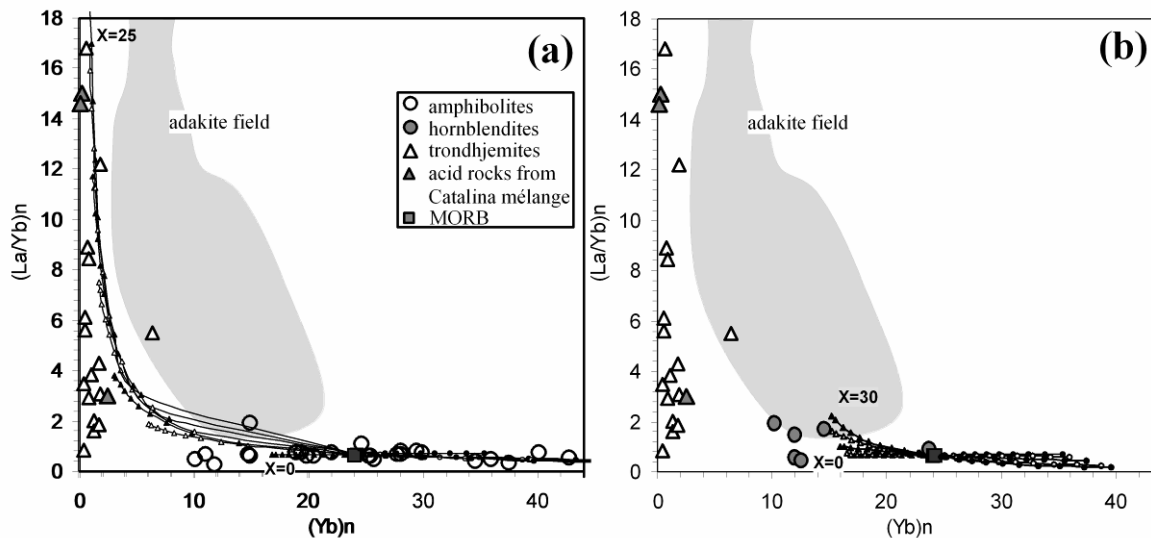 (a)
18
16
14
12
10
8
6
4
2
0
(La/Yb)n
X=25
adakite field
amphibolites
hornblendites
trondhjemites
acid rocks from
Catalina mélange
MORB
X=0
0 10 20 30 40
(Yb)n
(b)
18
16
14
12
10
8
6
4
2
0
(La/Yb)n
adakite field
X=30
X=0
0 10 20 30 40
(Yb)n